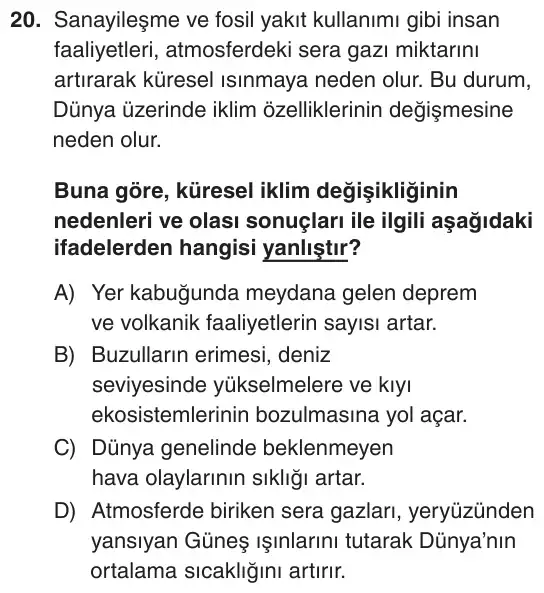 20. Sanayileşme ve fosil yakıt kullanımı gibi insan
faaliyetleri, atmosferdeki sera gazı miktarını
artırarak küresel ısınmaya neden olur. Bu durum,
Dünya üzerinde iklim özelliklerinin değişmesine
neden olur.
Buna göre, küresel iklim değişikliğinin
nedenleri ve olası sonuçları ile ilgili aşağıdaki
ifadelerden hangisi yanlıştır?
A) Yer kabuğunda meydana gelen deprem
ve volkanik faaliyetlerin sayısı artar.
B) Buzulların erimesi, deniz
seviyesinde yükselmelere ve kıyı
ekosistemlerinin bozulmasına yol açar.
C) Dünya genelinde beklenmeyen
hava olaylarının sıklığı artar.
D) Atmosferde biriken sera gazları, yeryüzünden
yansıyan Güneş ışınlarını tutarak Dünya’nın
ortalama sıcaklığını artırır.